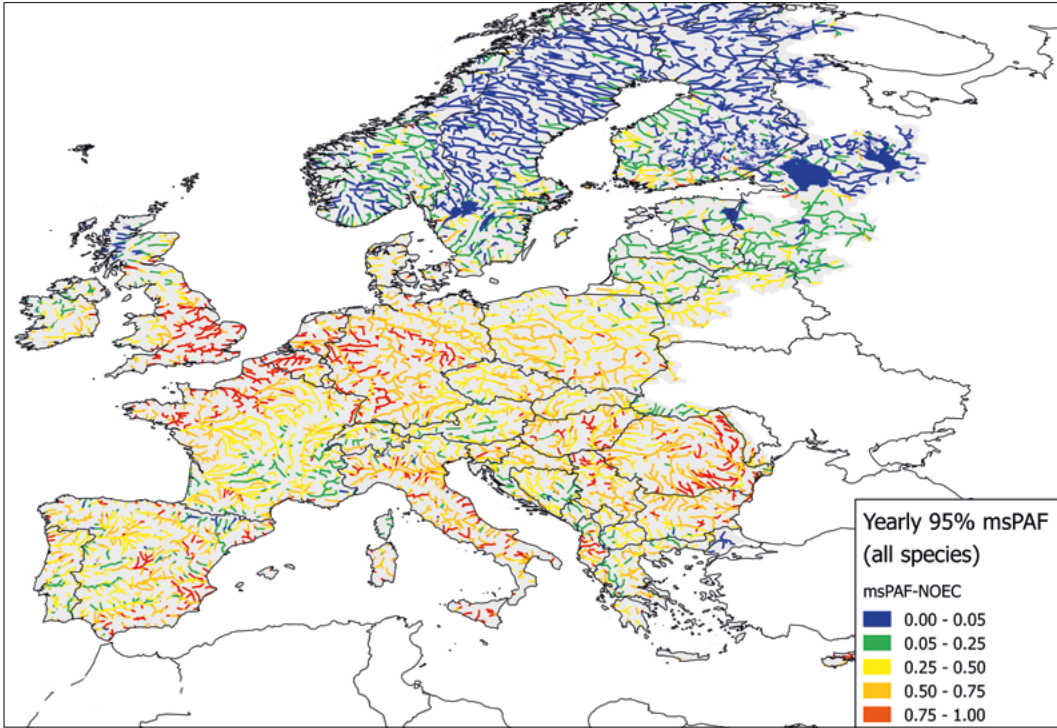 Yearly 95% msPAF
(all species)
msPAF-NOEC
0.00 - 0.05
0.05 - 0.25
0.25 - 0.50
0.50 - 0.75
0.75 - 1.00